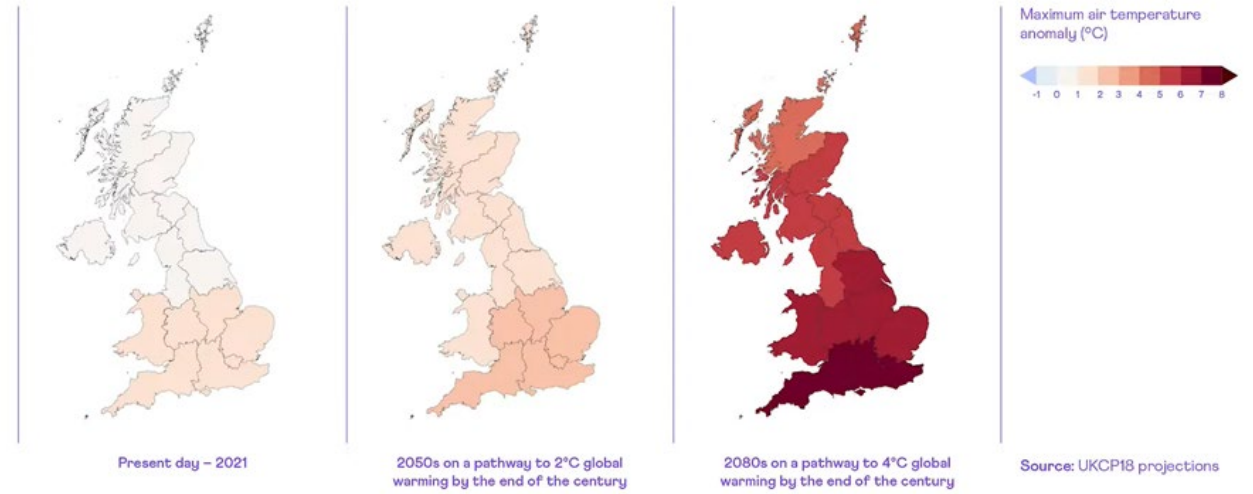 Maximum air temperature
anomaly (°C)
-1 0 1 2 3 4 5 6 7 8
Present day – 2021
2050s on a pathway to 2°C global
warming by the end of the century
2080s on a pathway to 4°C global
warming by the end of the century
Source: UKCP18 projections